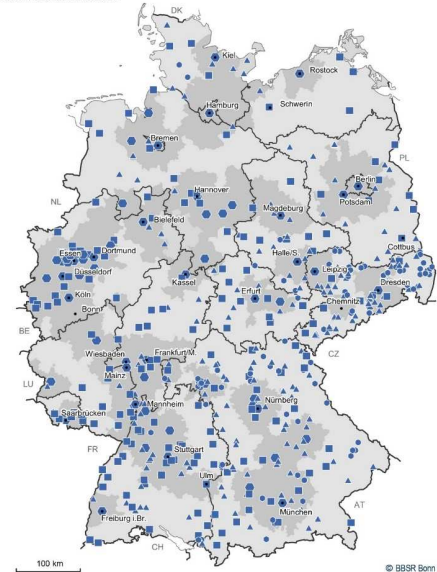 DK
Kiel
Rostock
Hamburg
Schwerin
Bremen
PL
Berlin
Hannover
Potsdam
NL
Magdeburg
Bielefeld
Cottbus
Essen
Dortmund
Halle/S.
Leipzig
Düsseldorf
Kassel
Dresden
Köln
Erfurt
Chemnitz
Bonn
BE
Wiesbaden
Frankfurt/M.
CZ
Mainz
LU
Mannheim
Nürnberg
Saarbrücken
FR
Stuttgart
Ulm
AT
München
Freiburg i.Br.
CH
100 km
© BBSR Bonn